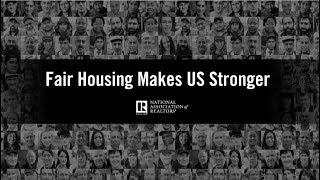 Fair Housing Makes US Stronger
R
NATIONAL
ASSOCIATION of
REALTORS®